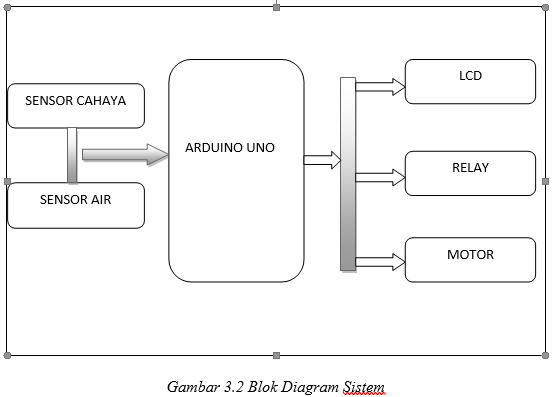 SENSOR CAHAYA
SENSOR AIR
ARDUINO UNO
LCD
RELAY
MOTOR
Gambar 3.2 Blok Diagram Sistem